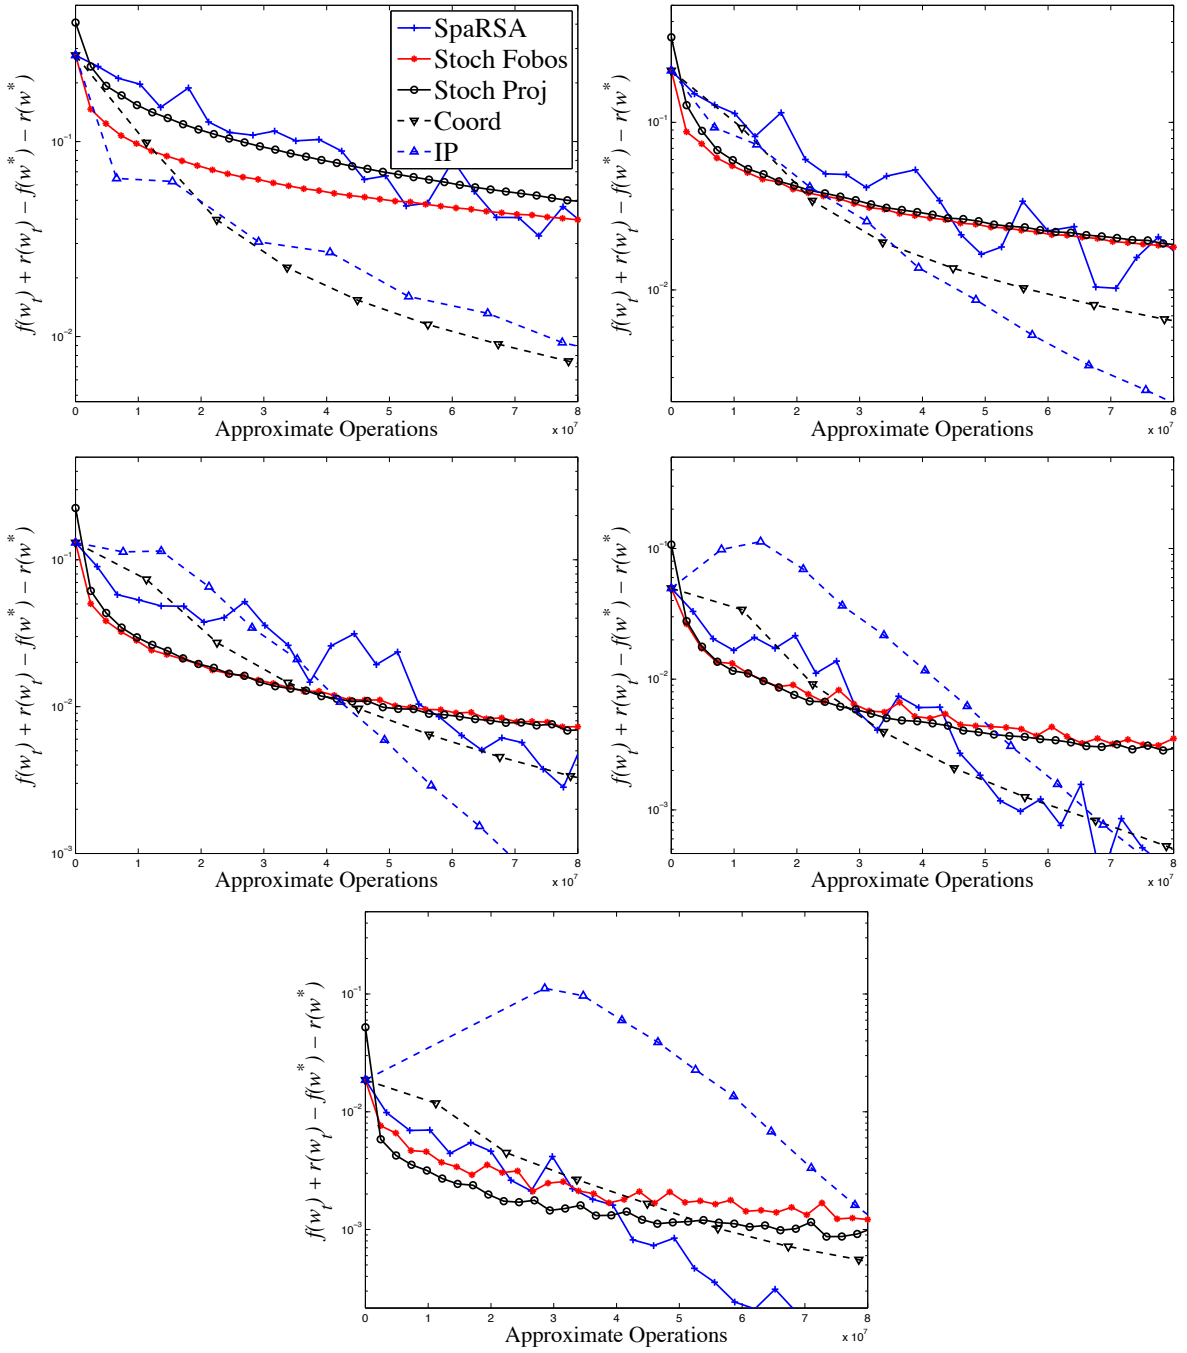 SpaRSA
Stoch Fobos
Stoch Proj
Coord
IP
f(w_t) + r(w_t) − f(w^*) − r(w^*)
10^-1
10^-2
0 1 2 3 4 5 6 7 8
x 10^7
Approximate Operations
f(w_t) + r(w_t) − f(w^*) − r(w^*)
10^-1
10^-2
0 1 2 3 4 5 6 7 8
x 10^7
Approximate Operations
f(w_t) + r(w_t) − f(w^*) − r(w^*)
10^-1
10^-2
10^-3
0 1 2 3 4 5 6 7 8
x 10^7
Approximate Operations
f(w_t) + r(w_t) − f(w^*) − r(w^*)
10^-1
10^-2
10^-3
0 1 2 3 4 5 6 7 8
x 10^7
Approximate Operations
f(w_t) + r(w_t) − f(w^*) − r(w^*)
10^-1
10^-2
10^-3
0 1 2 3 4 5 6 7 8
x 10^7
Approximate Operations